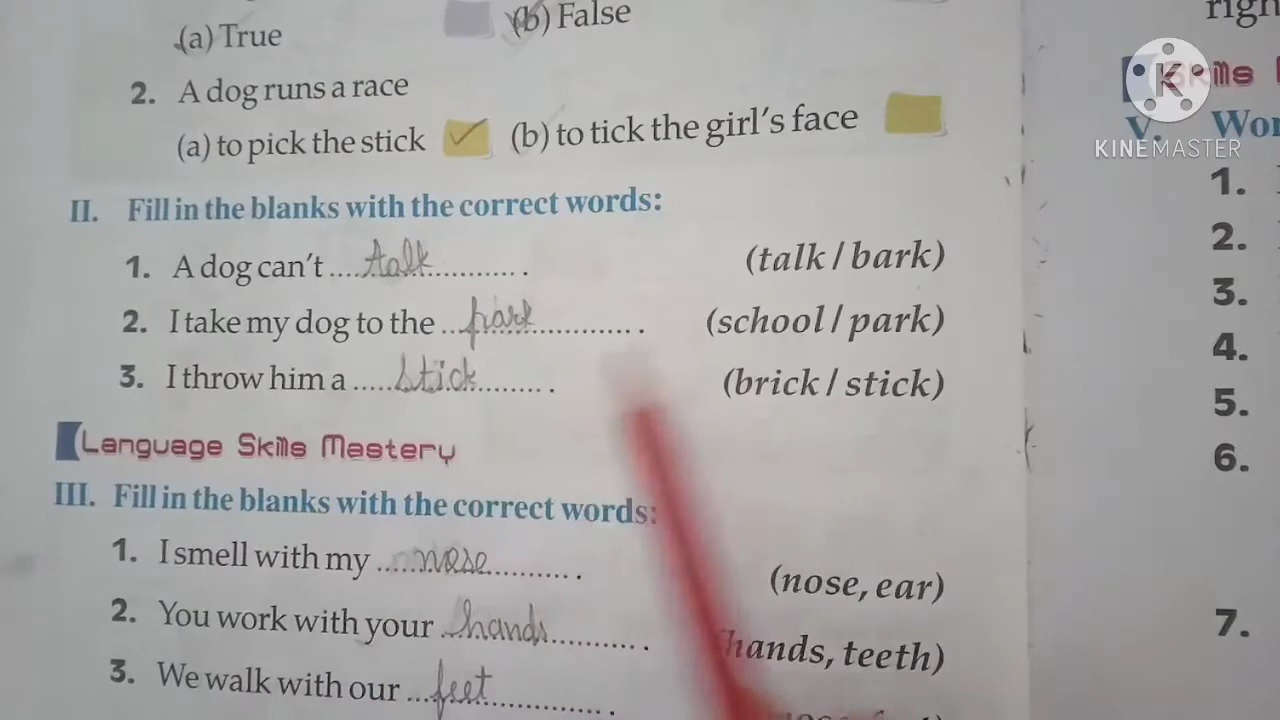 (a) True (b) False
2. A dog runs a race
(a) to pick the stick ✓ (b) to tick the girl's face
II. Fill in the blanks with the correct words:
1. A dog can't ....talk............ . (talk / bark)
2. I take my dog to the ...park............ . (school / park)
3. I throw him a .....stick.......... . (brick / stick)
Language Skills Mastery
III. Fill in the blanks with the correct words:
1. I smell with my .....nose........... . (nose, ear)
2. You work with your ..hands........... . (hands, teeth)
3. We walk with our ...feet.............. .
Skills
V.
1.
2.
3.
4.
5.
6.
7.
K
KINEMASTER